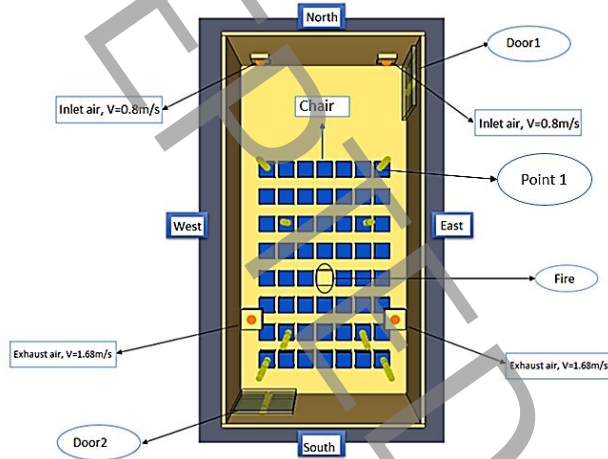 North
Door1
Inlet air, V=0.8m/s
Chair
Inlet air, V=0.8m/s
Point 1
West
East
Fire
Exhaust air, V=1.68m/s
Exhaust air, V=1.68m/s
Door2
South